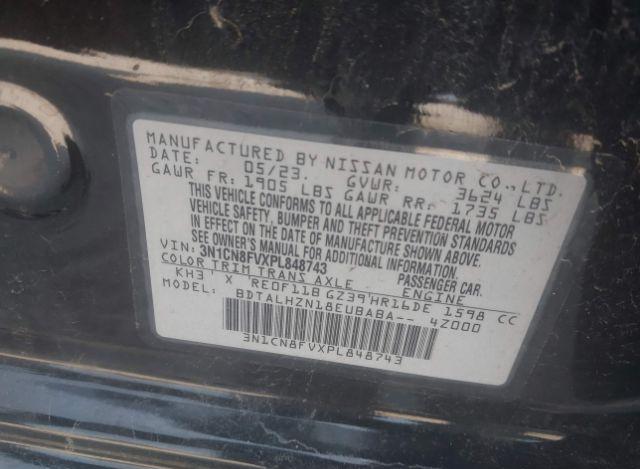 MANUFACTURED BY NISSAN MOTOR CO., LTD.
DATE: 05/23. GVWR: 3624 LBS
GAWR FR: 1905 LBS GAWR RR: 1735 LBS
THIS VEHICLE CONFORMS TO ALL APPLICABLE FEDERAL MOTOR
VEHICLE SAFETY, BUMPER AND THEFT PREVENTION STANDARDS
IN EFFECT ON THE DATE OF MANUFACTURE SHOWN ABOVE.
SEE OWNER'S MANUAL FOR ADDITIONAL INFORMATION.
VIN: 3N1CN8FVXPL848743 PASSENGER CAR.
COLOR TRIM TRANS AXLE ENGINE
KH3 X RE0F11B GZ39 HR16DE 1598 CC
MODEL: BDTALHZN18EUBABA-- 4Z000
3N1CN8FVXPL848743